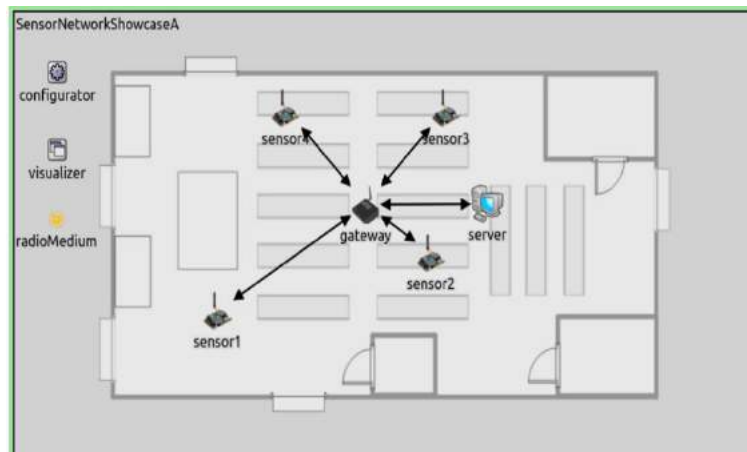 SensorNetworkShowcaseA
configurator
visualizer
radioMedium
sensor4
sensor3
gateway
server
sensor2
sensor1